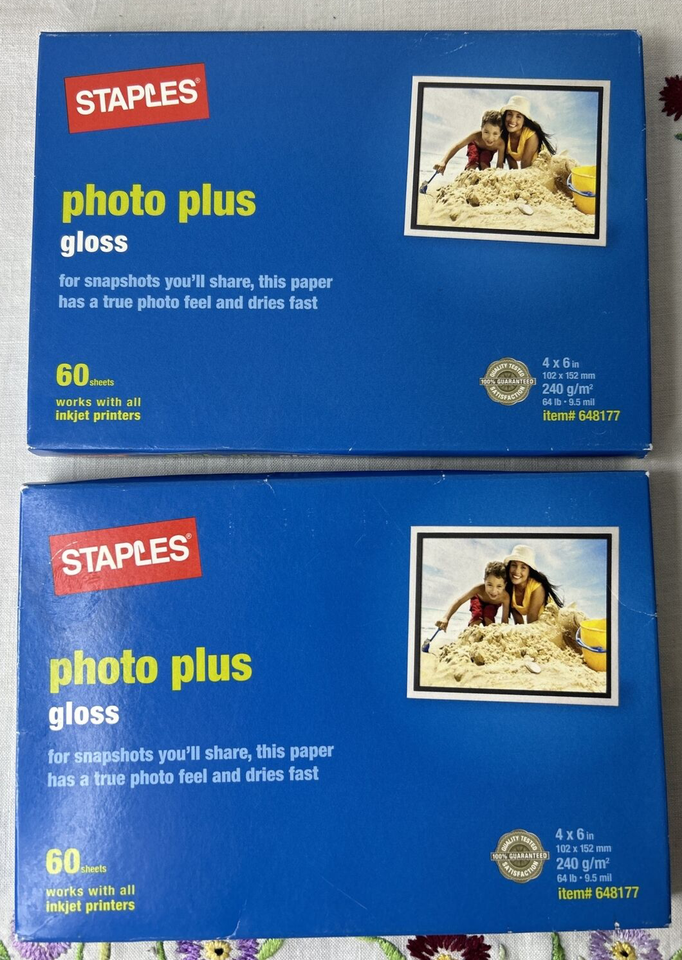 STAPLES®
photo plus
gloss
for snapshots you'll share, this paper
has a true photo feel and dries fast
60 sheets
works with all
inkjet printers
QUALITY TESTED
100% GUARANTEED
SATISFACTION
4 x 6 in
102 x 152 mm
240 g/m²
64 lb • 9.5 mil
item# 648177
STAPLES®
photo plus
gloss
for snapshots you'll share, this paper
has a true photo feel and dries fast
60 sheets
works with all
inkjet printers
QUALITY TESTED
100% GUARANTEED
SATISFACTION
4 x 6 in
102 x 152 mm
240 g/m²
64 lb • 9.5 mil
item# 648177